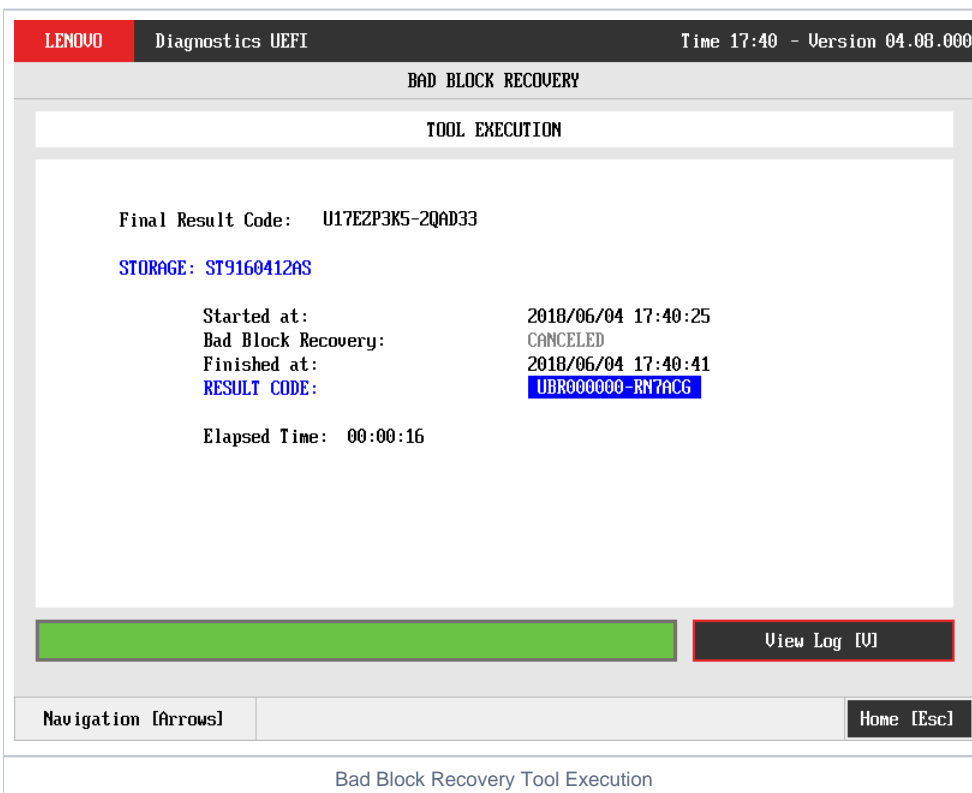 LENOVO Diagnostics UEFI Time 17:40 - Version 04.08.000
BAD BLOCK RECOVERY
TOOL EXECUTION
Final Result Code: U17EZP3K5-2QAD33
STORAGE: ST9160412AS
Started at: 2018/06/04 17:40:25
Bad Block Recovery: CANCELED
Finished at: 2018/06/04 17:40:41
RESULT CODE: UBR000000-RN7ACG
Elapsed Time: 00:00:16
View Log [V]
Navigation [Arrows] Home [Esc]
Bad Block Recovery Tool Execution